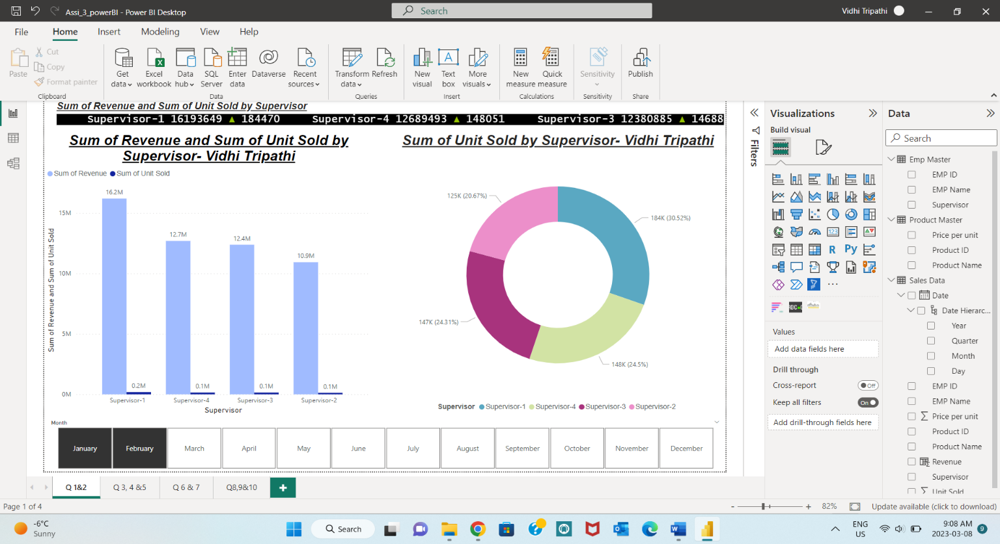 Assi_3_powerBI - Power BI Desktop
Search
Vidhi Tripathi
File Home Insert Modeling View Help
Paste
Cut
Copy
Format painter
Clipboard
Get data
Excel workbook
Data hub
SQL Server
Enter data
Dataverse
Recent sources
Data
Transform data
Refresh
Queries
New visual
Text box
More visuals
Insert
New measure
Quick measure
Calculations
Sensitivity
Sensitivity
Publish
Share
Sum of Revenue and Sum of Unit Sold by Supervisor
Supervisor-1 16193649 ▲ 184470 Supervisor-4 12689493 ▲ 148051 Supervisor-3 12380885 ▲ 14688
Sum of Revenue and Sum of Unit Sold by
Supervisor- Vidhi Tripathi
Sum of Revenue Sum of Unit Sold
Sum of Revenue and Sum of Unit Sold
15M
10M
5M
0M
16.2M
12.7M
12.4M
10.9M
0.2M
0.1M
0.1M
0.1M
Supervisor-1 Supervisor-4 Supervisor-3 Supervisor-2
Supervisor
Sum of Unit Sold by Supervisor- Vidhi Tripathi
125K (20.67%)
184K (30.52%)
147K (24.31%)
148K (24.5%)
Supervisor Supervisor-1 Supervisor-4 Supervisor-3 Supervisor-2
Month
January February March April May June July August September October November December
Filters
Visualizations
Build visual
123
R
Py
Values
Add data fields here
Drill through
Cross-report
Off
Keep all filters
On
Add drill-through fields here
Data
Search
Emp Master
EMP ID
EMP Name
Supervisor
Product Master
Price per unit
Product ID
Product Name
Sales Data
Date
Date Hierarc...
Year
Quarter
Month
Day
EMP ID
EMP Name
Price per unit
Product ID
Product Name
Revenue
Supervisor
Unit Sold
Q 1&2 Q 3, 4 &5 Q 6 & 7 Q8,9&10 +
Page 1 of 4
- + 82%
Update available (click to download)
-6°C
Sunny
Search
ENG
US
9:08 AM
2023-03-08
9